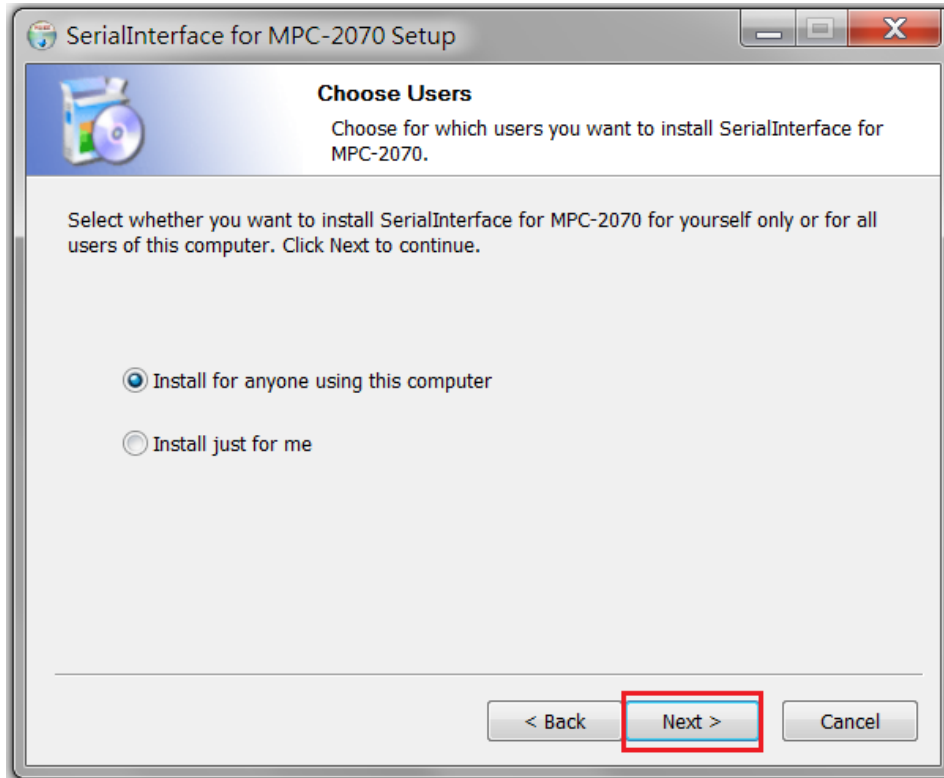 SerialInterface for MPC-2070 Setup
Choose Users
Choose for which users you want to install SerialInterface for
MPC-2070.
Select whether you want to install SerialInterface for MPC-2070 for yourself only or for all
users of this computer. Click Next to continue.
Install for anyone using this computer
Install just for me
< Back Next > Cancel